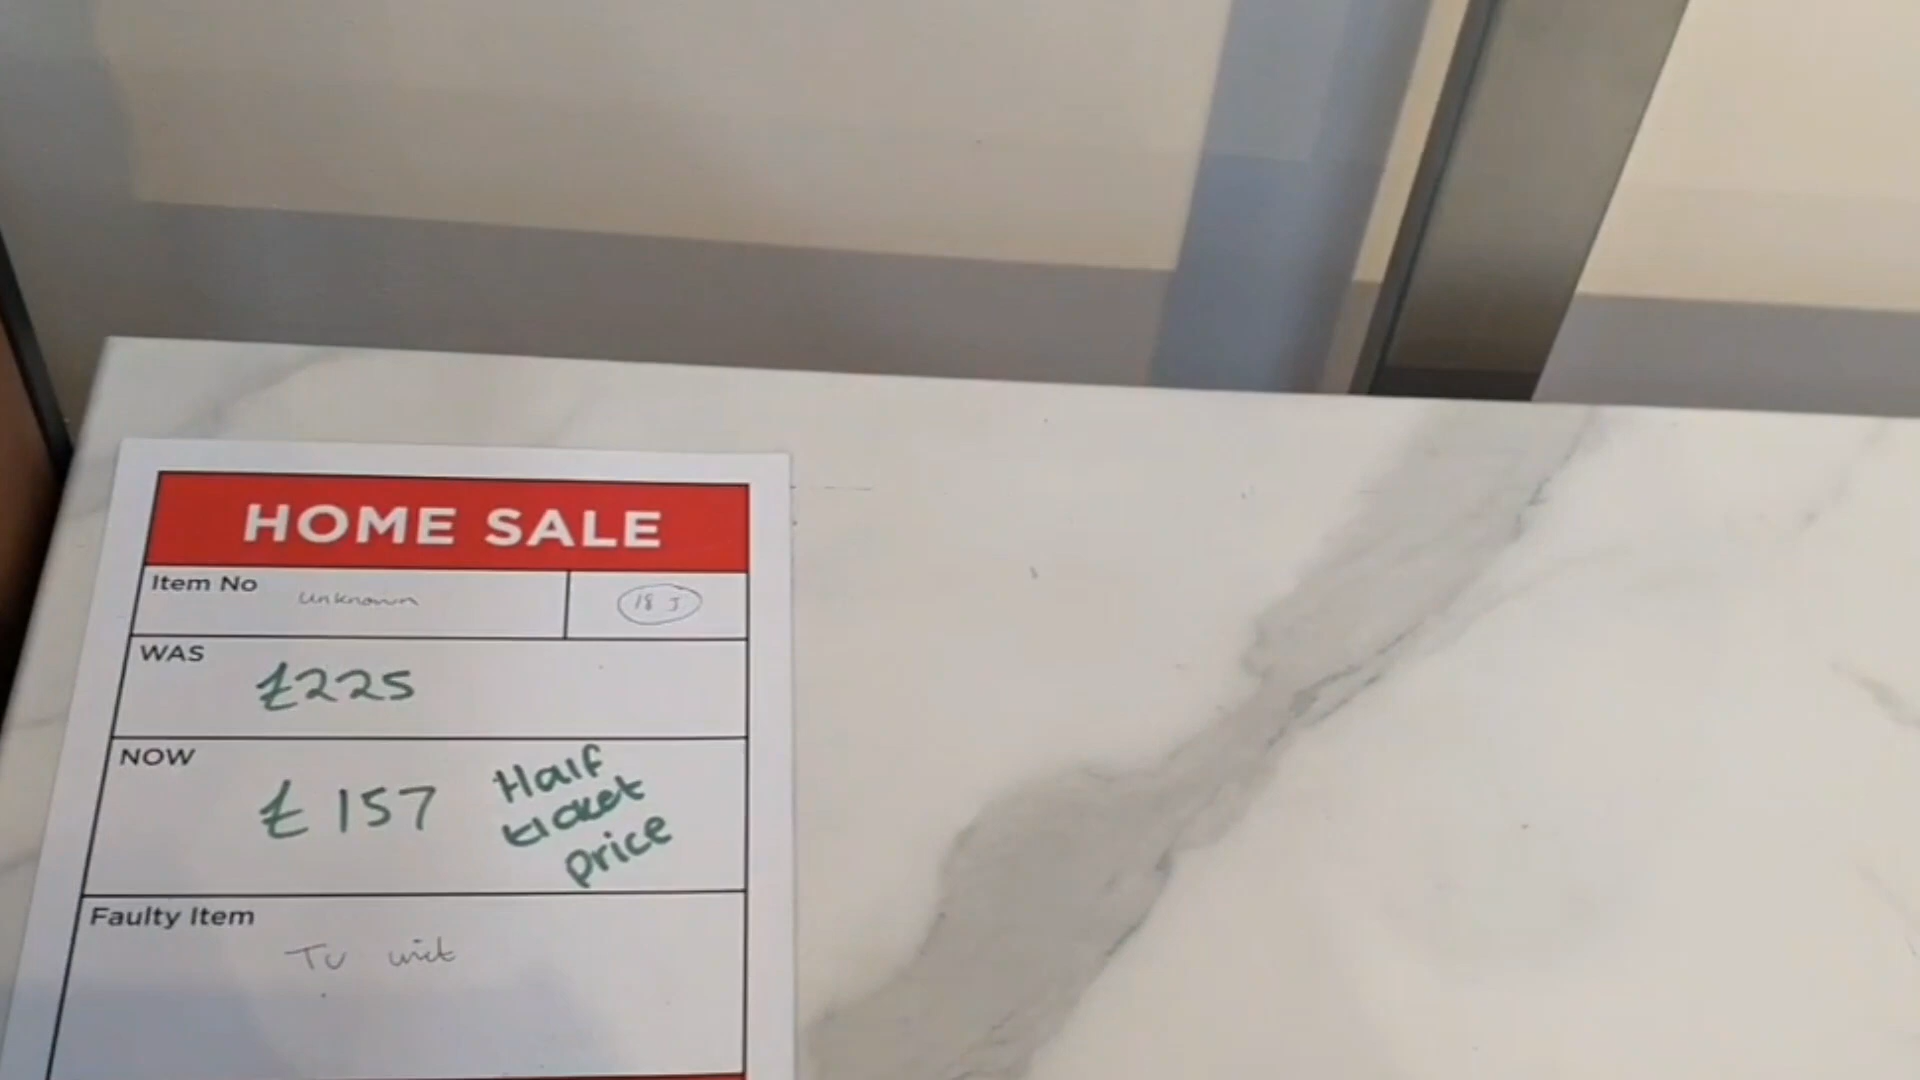 HOME SALE
Item No unknown 18 J
WAS £225
NOW £157 Half
ticket
price
Faulty Item
TV unit